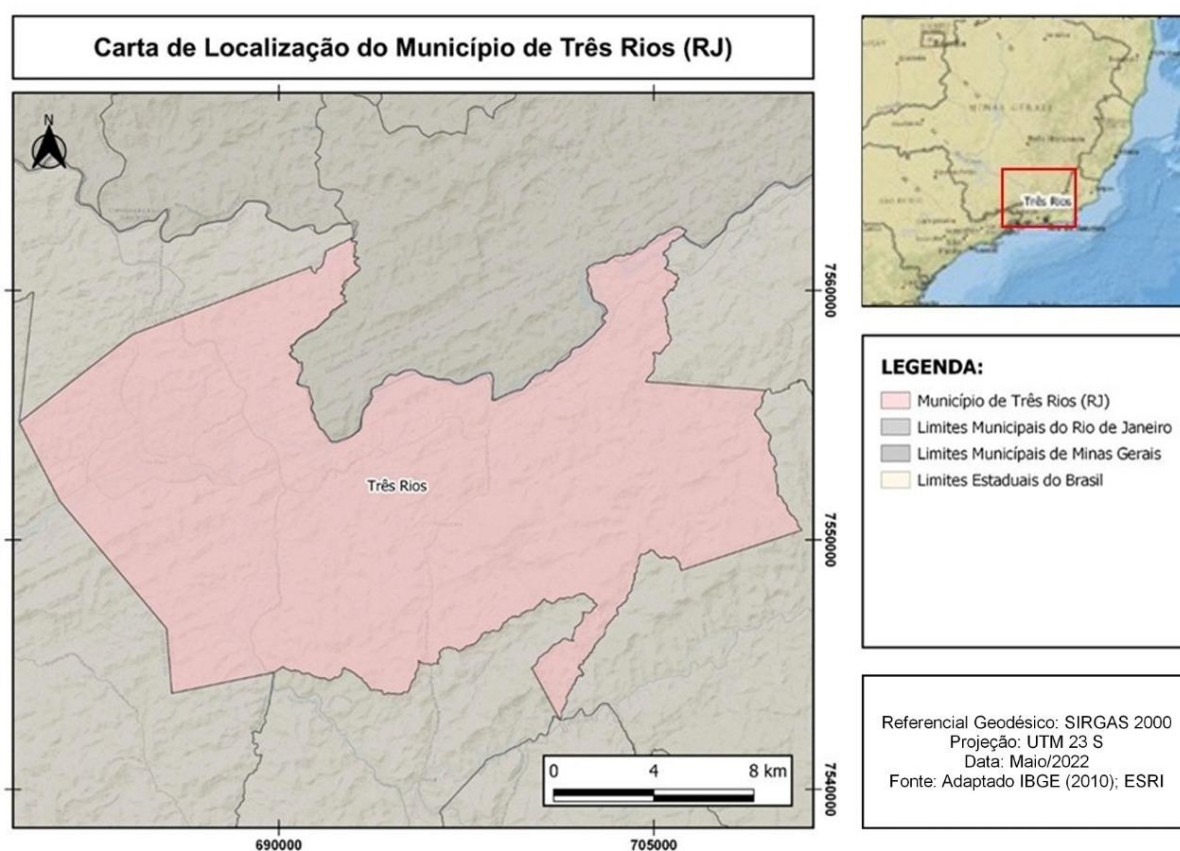 Carta de Localização do Município de Três Rios (RJ)
N
Três Rios
0 4 8 km
690000
705000
7560000
7550000
7540000
MINAS GERAIS
Três Rios
LEGENDA:
Município de Três Rios (RJ)
Limites Municipais do Rio de Janeiro
Limites Municípais de Minas Gerais
Limites Estaduais do Brasil
Referencial Geodésico: SIRGAS 2000
Projeção: UTM 23 S
Data: Maio/2022
Fonte: Adaptado IBGE (2010); ESRI